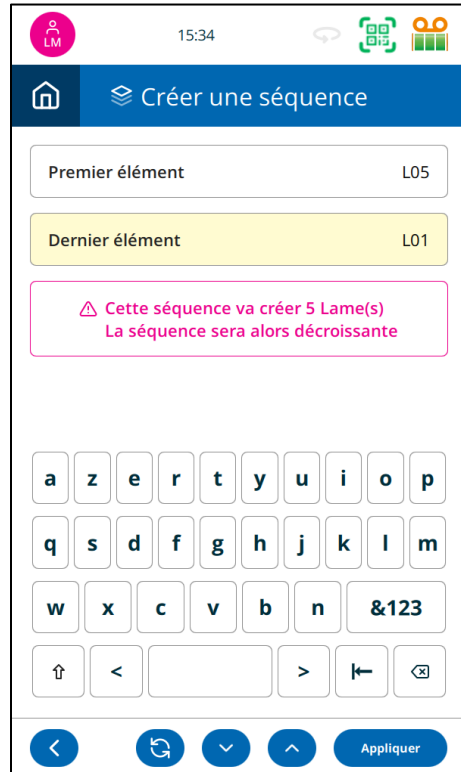 LM
15:34
Créer une séquence
Premier élément L05
Dernier élément L01
Cette séquence va créer 5 Lame(s)
La séquence sera alors décroissante
a z e r t y u i o p
q s d f g h j k l m
w x c v b n &123
< >
Appliquer